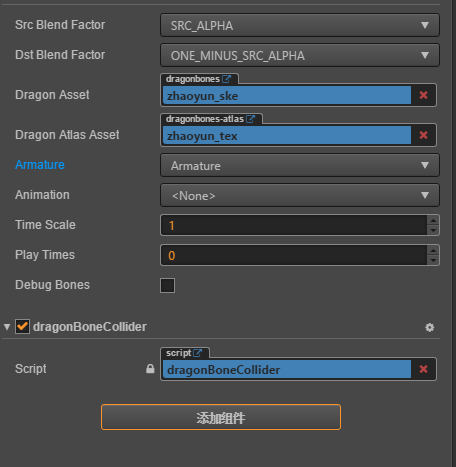 Src Blend Factor SRC_ALPHA
Dst Blend Factor ONE_MINUS_SRC_ALPHA
dragonbones
Dragon Asset zhaoyun_ske
dragonbones-atlas
Dragon Atlas Asset zhaoyun_tex
Armature Armature
Animation <None>
Time Scale 1
Play Times 0
Debug Bones
dragonBoneCollider
script
Script dragonBoneCollider
添加组件